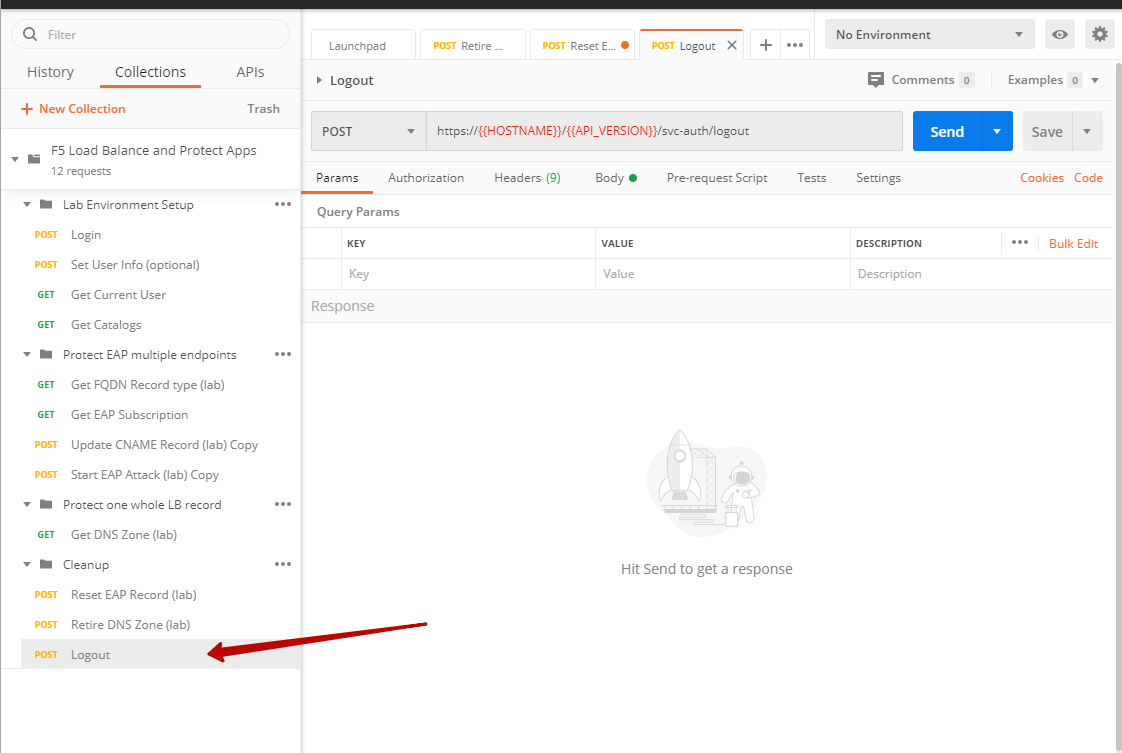 Filter
History Collections APIs
+ New Collection Trash
F5 Load Balance and Protect Apps
12 requests
Lab Environment Setup
POST Login
POST Set User Info (optional)
GET Get Current User
GET Get Catalogs
Protect EAP multiple endpoints
GET Get FQDN Record type (lab)
GET Get EAP Subscription
POST Update CNAME Record (lab) Copy
POST Start EAP Attack (lab) Copy
Protect one whole LB record
GET Get DNS Zone (lab)
Cleanup
POST Reset EAP Record (lab)
POST Retire DNS Zone (lab)
POST Logout
Launchpad POST Retire ... POST Reset E... POST Logout
No Environment
Logout Comments 0 Examples 0
POST https://{{HOSTNAME}}/{{API_VERSION}}/svc-auth/logout Send Save
Params Authorization Headers (9) Body Pre-request Script Tests Settings Cookies Code
Query Params
KEY VALUE DESCRIPTION Bulk Edit
Key Value Description
Response
Hit Send to get a response